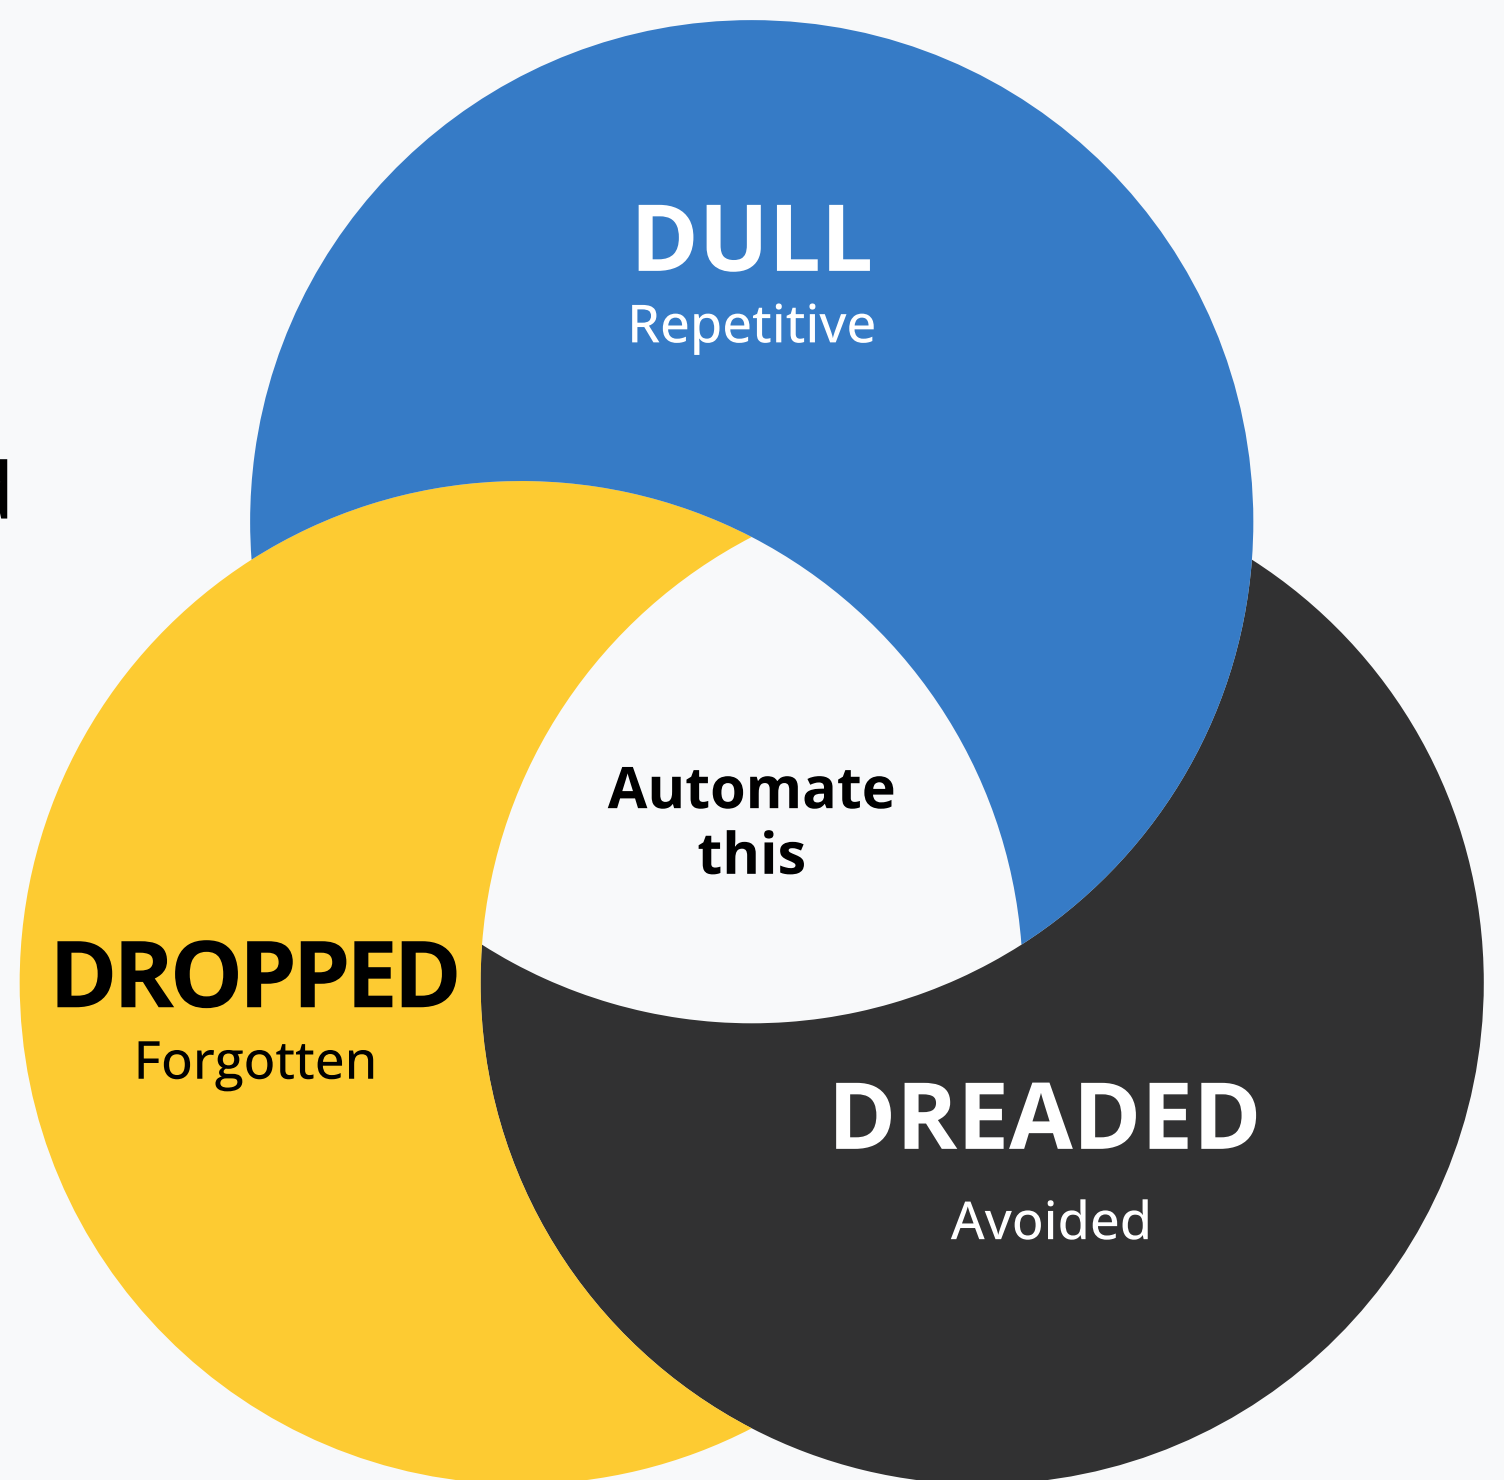 DULL
Repetitive
Automate
this
DROPPED
Forgotten
DREADED
Avoided